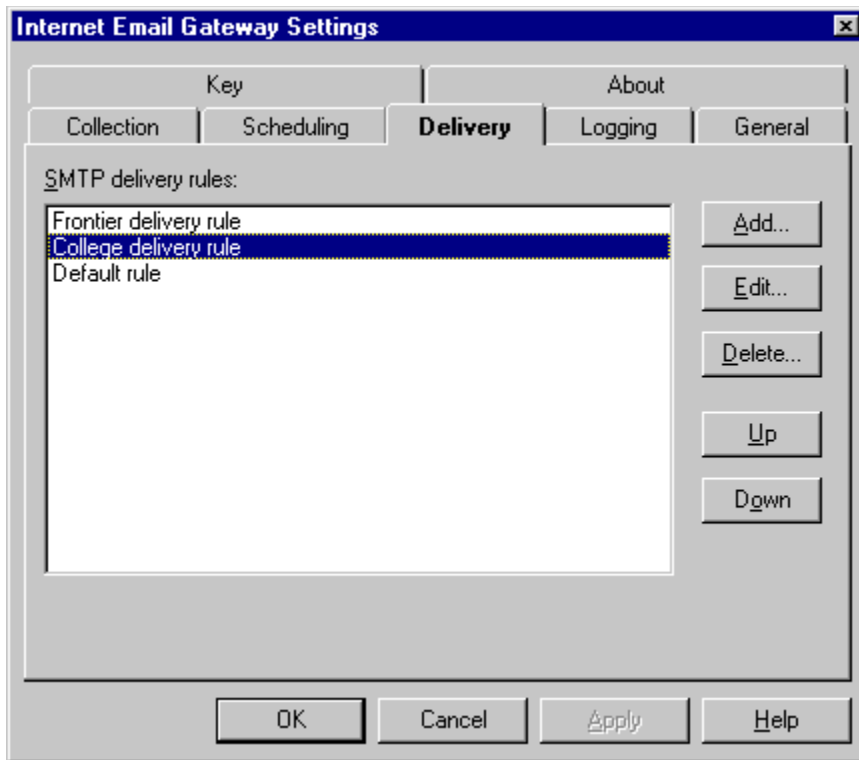 Internet Email Gateway Settings
Key About
Collection Scheduling Delivery Logging General
SMTP delivery rules:
Frontier delivery rule
College delivery rule
Default rule
Add...
Edit...
Delete...
Up
Down
OK Cancel Apply Help